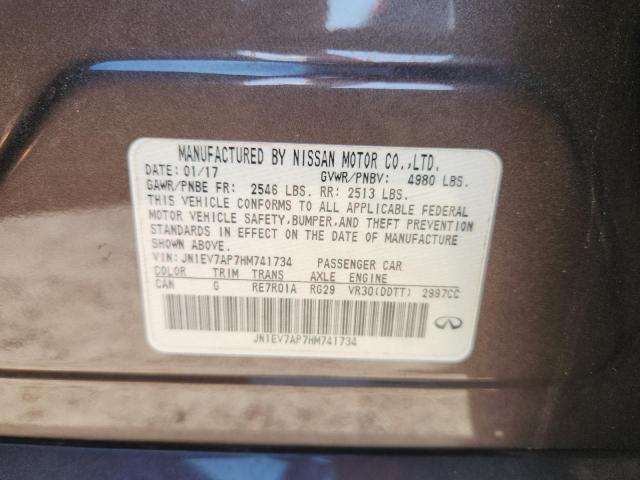 MANUFACTURED BY NISSAN MOTOR CO.,LTD.
DATE: 01/17 GVWR/PNBV: 4980 LBS.
GAWR/PNBE FR: 2546 LBS. RR: 2513 LBS.
THIS VEHICLE CONFORMS TO ALL APPLICABLE FEDERAL
MOTOR VEHICLE SAFETY,BUMPER,AND THEFT PREVENTION
STANDARDS IN EFFECT ON THE DATE OF MANUFACTURE
SHOWN ABOVE.
VIN: JN1EV7AP7HM741734 PASSENGER CAR
COLOR TRIM TRANS AXLE ENGINE
CAN G RE7R01A RG29 VR30(DDTT) 2997CC
JN1EV7AP7HM741734